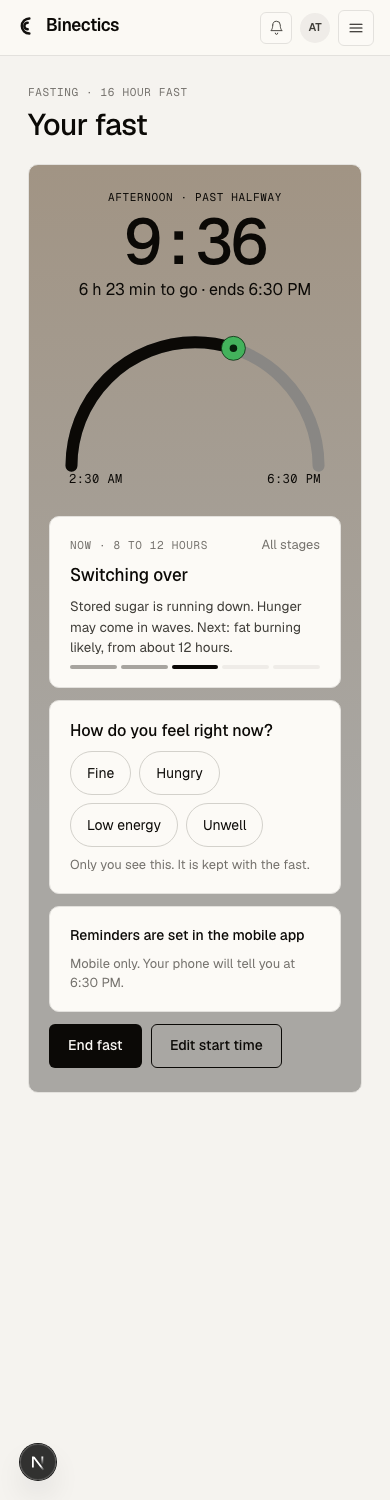 Binectics
AT
FASTING · 16 HOUR FAST
Your fast
AFTERNOON · PAST HALFWAY
9:36
6 h 23 min to go · ends 6:30 PM
2:30 AM
6:30 PM
NOW · 8 TO 12 HOURS
All stages
Switching over
Stored sugar is running down. Hunger
may come in waves. Next: fat burning
likely, from about 12 hours.
How do you feel right now?
Fine
Hungry
Low energy
Unwell
Only you see this. It is kept with the fast.
Reminders are set in the mobile app
Mobile only. Your phone will tell you at
6:30 PM.
End fast
Edit start time
N